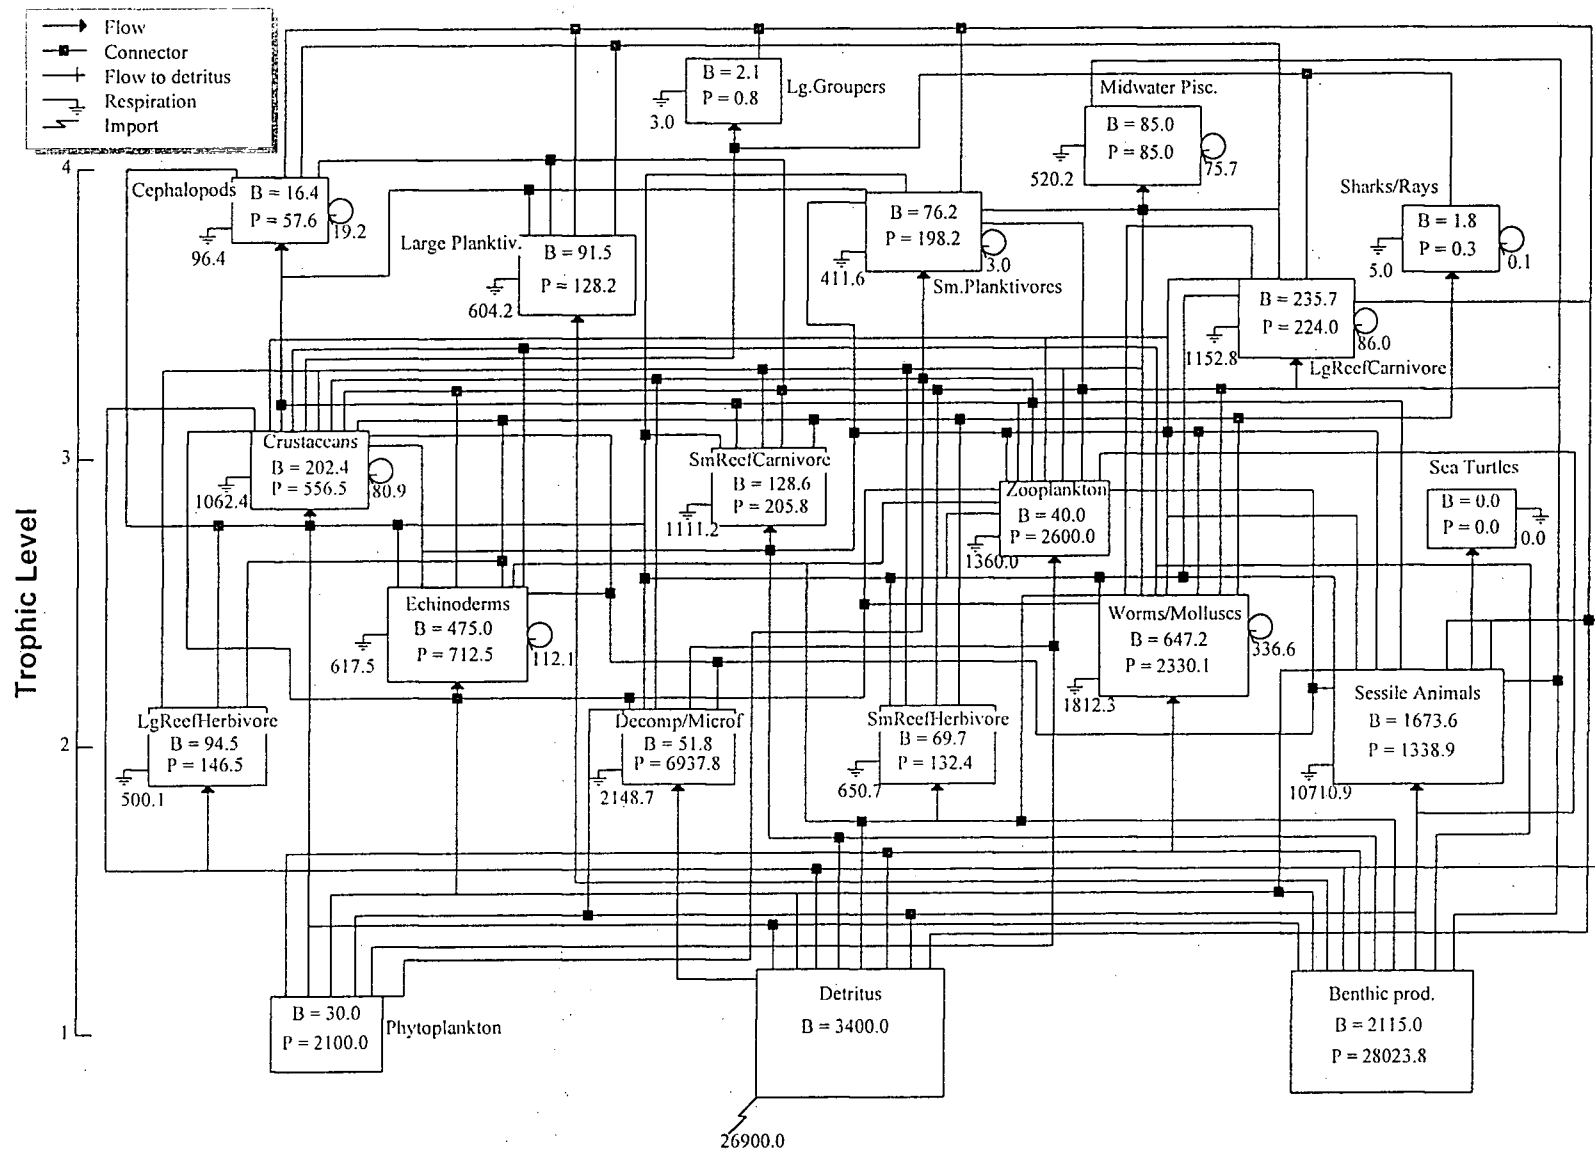 Flow
Connector
Flow to detritus
Respiration
Import
Trophic Level
4
3
2
1
B = 2.1
P = 0.8
Lg.Groupers
3.0
Midwater Pisc.
B = 85.0
P = 85.0
520.2
75.7
Cephalopods
B = 16.4
P = 57.6
19.2
96.4
Large Planktiv.
B = 91.5
P = 128.2
604.2
B = 76.2
P = 198.2
411.6
3.0
Sm.Planktivores
Sharks/Rays
B = 1.8
P = 0.3
5.0
0.1
B = 235.7
P = 224.0
1152.8
86.0
LgReefCarnivore
Crustaceans
B = 202.4
P = 556.5
1062.4
80.9
SmReefCarnivore
B = 128.6
P = 205.8
1111.2
Zooplankton
B = 40.0
P = 2600.0
1360.0
Sea Turtles
B = 0.0
P = 0.0
0.0
Echinoderms
B = 475.0
P = 712.5
617.5
112.1
Worms/Molluscs
B = 647.2
P = 2330.1
336.6
1812.3
LgReefHerbivore
B = 94.5
P = 146.5
500.1
Decomp/Microf
B = 51.8
P = 6937.8
2148.7
SmReefHerbivore
B = 69.7
P = 132.4
650.7
Sessile Animals
B = 1673.6
P = 1338.9
10710.9
B = 30.0
P = 2100.0
Phytoplankton
Detritus
B = 3400.0
26900.0
Benthic prod.
B = 2115.0
P = 28023.8